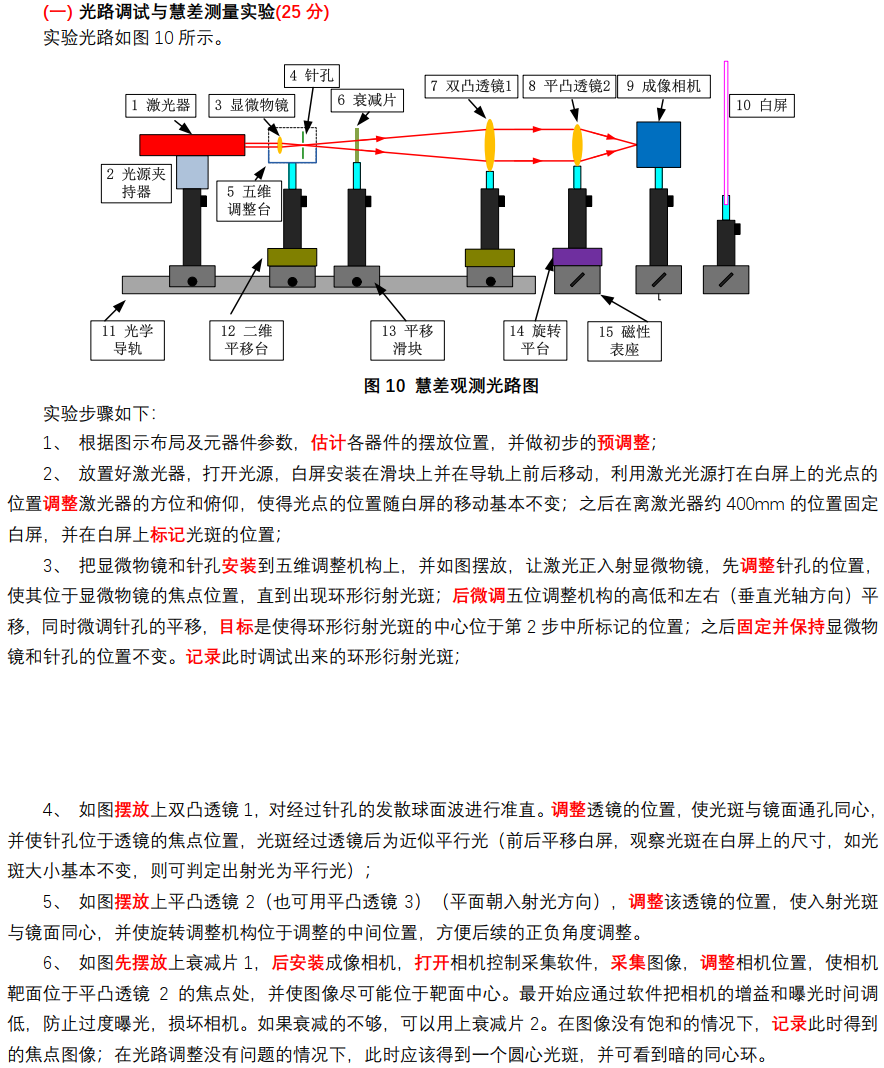 (一) 光路调试与慧差测量实验(25 分)
实验光路如图 10 所示。
4 针孔
1 激光器
3 显微物镜
6 衰减片
7 双凸透镜1
8 平凸透镜2
9 成像相机
10 白屏
2 光源夹
持器
5 五维
调整台
11 光学
导轨
12 二维
平移台
13 平移
滑块
14 旋转
平台
15 磁性
表座
图 10 慧差观测光路图
实验步骤如下：
1、 根据图示布局及元器件参数，估计各器件的摆放位置，并做初步的预调整；
2、 放置好激光器，打开光源，白屏安装在滑块上并在导轨上前后移动，利用激光光源打在白屏上的光点的
位置调整激光器的方位和俯仰，使得光点的位置随白屏的移动基本不变；之后在离激光器约 400mm 的位置固定
白屏，并在白屏上标记光斑的位置；
3、 把显微物镜和针孔安装到五维调整机构上，并如图摆放，让激光正入射显微物镜，先调整针孔的位置，
使其位于显微物镜的焦点位置，直到出现环形衍射光斑；后微调五位调整机构的高低和左右（垂直光轴方向）平
移，同时微调针孔的平移，目标是使得环形衍射光斑的中心位于第 2 步中所标记的位置；之后固定并保持显微物
镜和针孔的位置不变。记录此时调试出来的环形衍射光斑；
4、 如图摆放上双凸透镜 1，对经过针孔的发散球面波进行准直。调整透镜的位置，使光斑与镜面通孔同心，
并使针孔位于透镜的焦点位置，光斑经过透镜后为近似平行光（前后平移白屏，观察光斑在白屏上的尺寸，如光
斑大小基本不变，则可判定出射光为平行光）；
5、 如图摆放上平凸透镜 2（也可用平凸透镜 3）（平面朝入射光方向），调整该透镜的位置，使入射光斑
与镜面同心，并使旋转调整机构位于调整的中间位置，方便后续的正负角度调整。
6、 如图先摆放上衰减片 1，后安装成像相机，打开相机控制采集软件，采集图像，调整相机位置，使相机
靶面位于平凸透镜 2 的焦点处，并使图像尽可能位于靶面中心。最开始应通过软件把相机的增益和曝光时间调
低，防止过度曝光，损坏相机。如果衰减的不够，可以用上衰减片 2。在图像没有饱和的情况下，记录此时得到
的焦点图像；在光路调整没有问题的情况下，此时应该得到一个圆心光斑，并可看到暗的同心环。